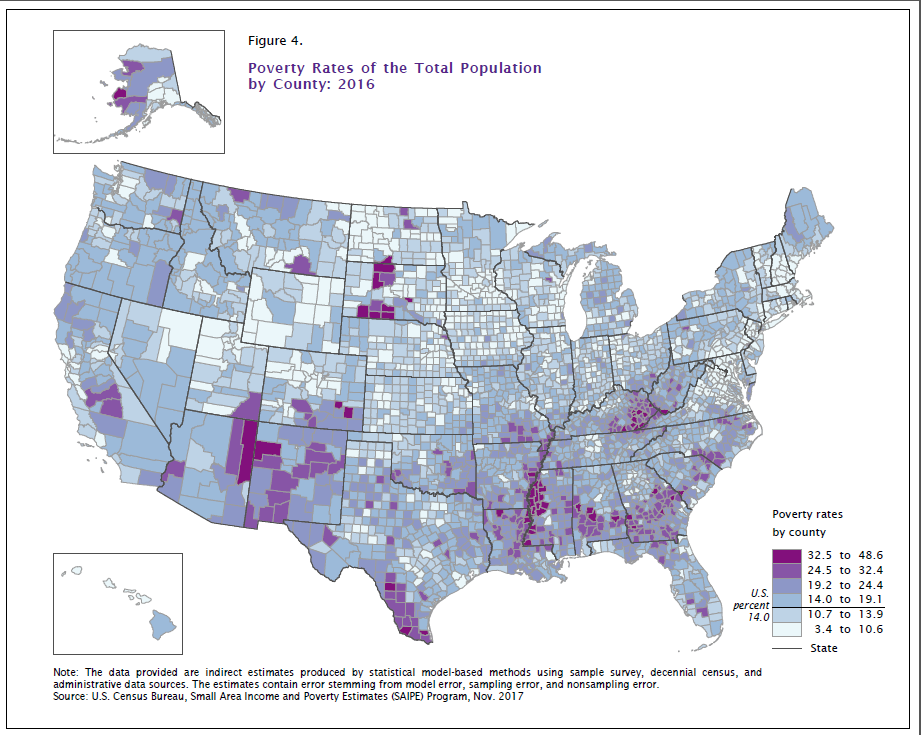 Figure 4.
Poverty Rates of the Total Population
by County: 2016
Poverty rates
by county
32.5 to 48.6
24.5 to 32.4
19.2 to 24.4
14.0 to 19.1
10.7 to 13.9
3.4 to 10.6
U.S.
percent
14.0
State
Note: The data provided are indirect estimates produced by statistical model-based methods using sample survey, decennial census, and
administrative data sources. The estimates contain error stemming from model error, sampling error, and nonsampling error.
Source: U.S. Census Bureau, Small Area Income and Poverty Estimates (SAIPE) Program, Nov. 2017